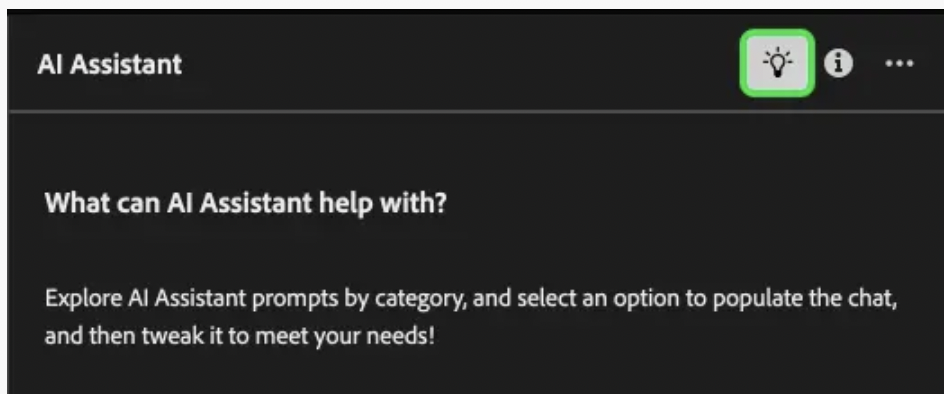 AI Assistant
What can AI Assistant help with?
Explore AI Assistant prompts by category, and select an option to populate the chat,
and then tweak it to meet your needs!